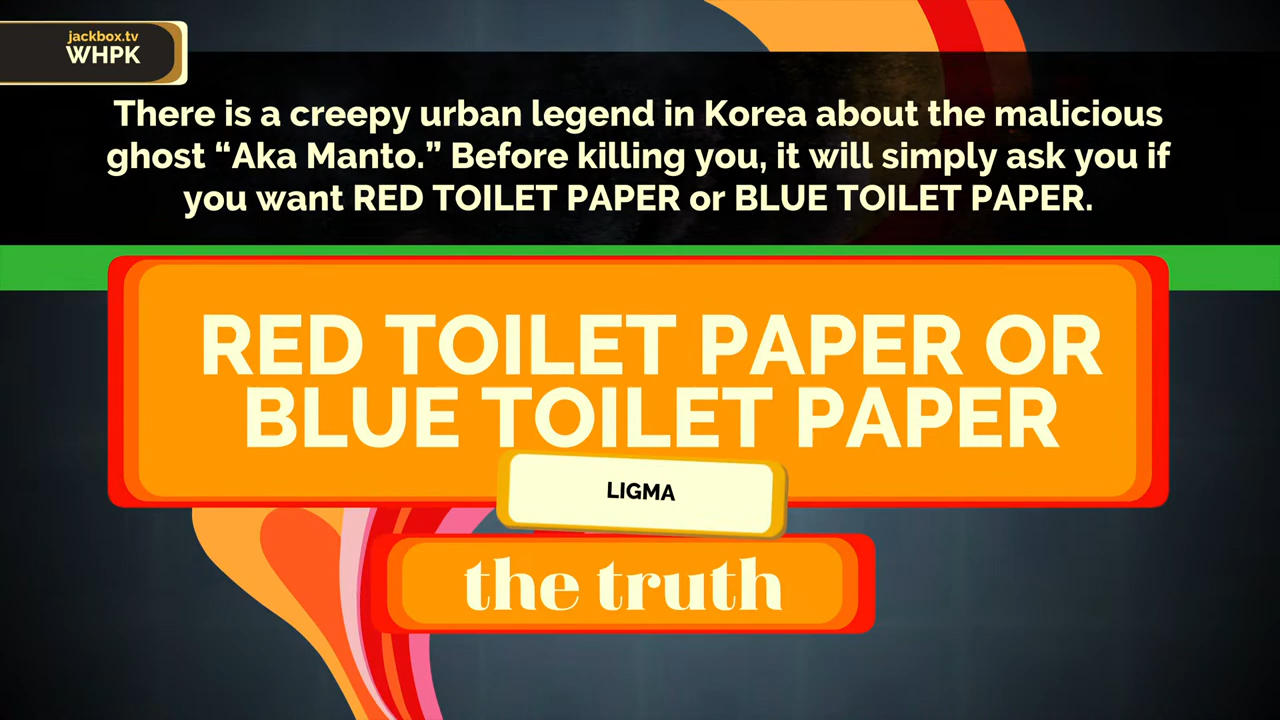 jackbox.tv
WHPK
There is a creepy urban legend in Korea about the malicious
ghost “Aka Manto.” Before killing you, it will simply ask you if
you want RED TOILET PAPER or BLUE TOILET PAPER.
RED TOILET PAPER OR
BLUE TOILET PAPER
LIGMA
the truth